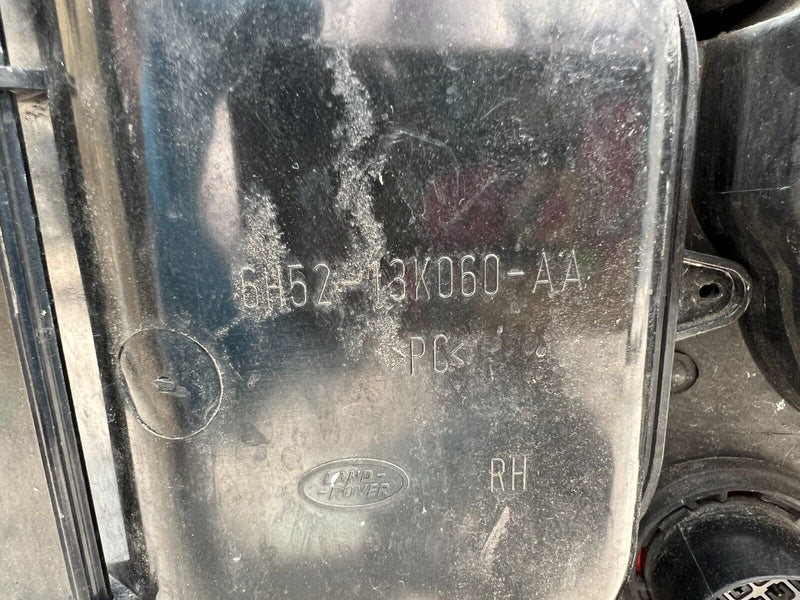 6H52-13K060-AA
>PC<
LAND-
-ROVER
RH